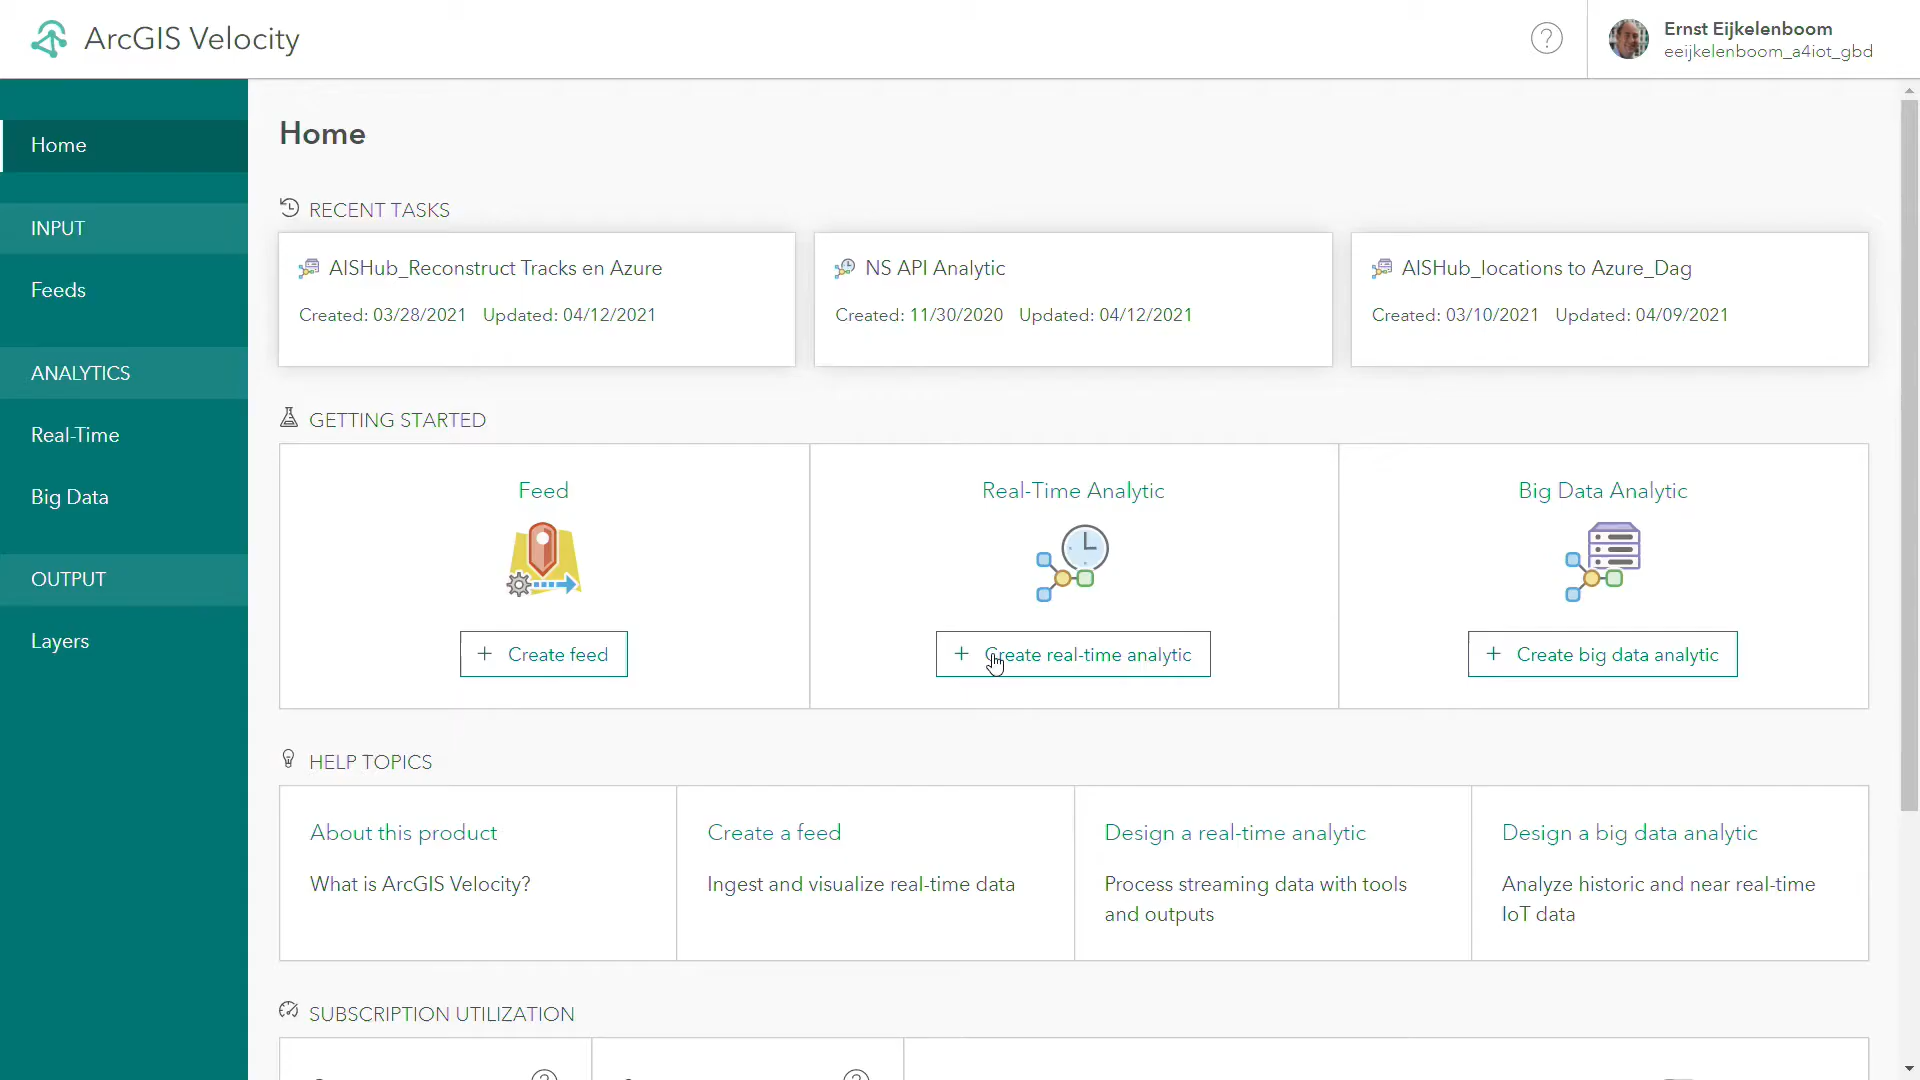 ArcGIS Velocity
?
Ernst Eijkelenboom
eeijkelenboom_a4iot_gbd
Home
INPUT
Feeds
ANALYTICS
Real-Time
Big Data
OUTPUT
Layers
Home
RECENT TASKS
AISHub_Reconstruct Tracks en Azure
Created: 03/28/2021 Updated: 04/12/2021
NS API Analytic
Created: 11/30/2020 Updated: 04/12/2021
AISHub_locations to Azure_Dag
Created: 03/10/2021 Updated: 04/09/2021
GETTING STARTED
Feed
+ Create feed
Real-Time Analytic
+ Create real-time analytic
Big Data Analytic
+ Create big data analytic
HELP TOPICS
About this product
What is ArcGIS Velocity?
Create a feed
Ingest and visualize real-time data
Design a real-time analytic
Process streaming data with tools
and outputs
Design a big data analytic
Analyze historic and near real-time
IoT data
SUBSCRIPTION UTILIZATION